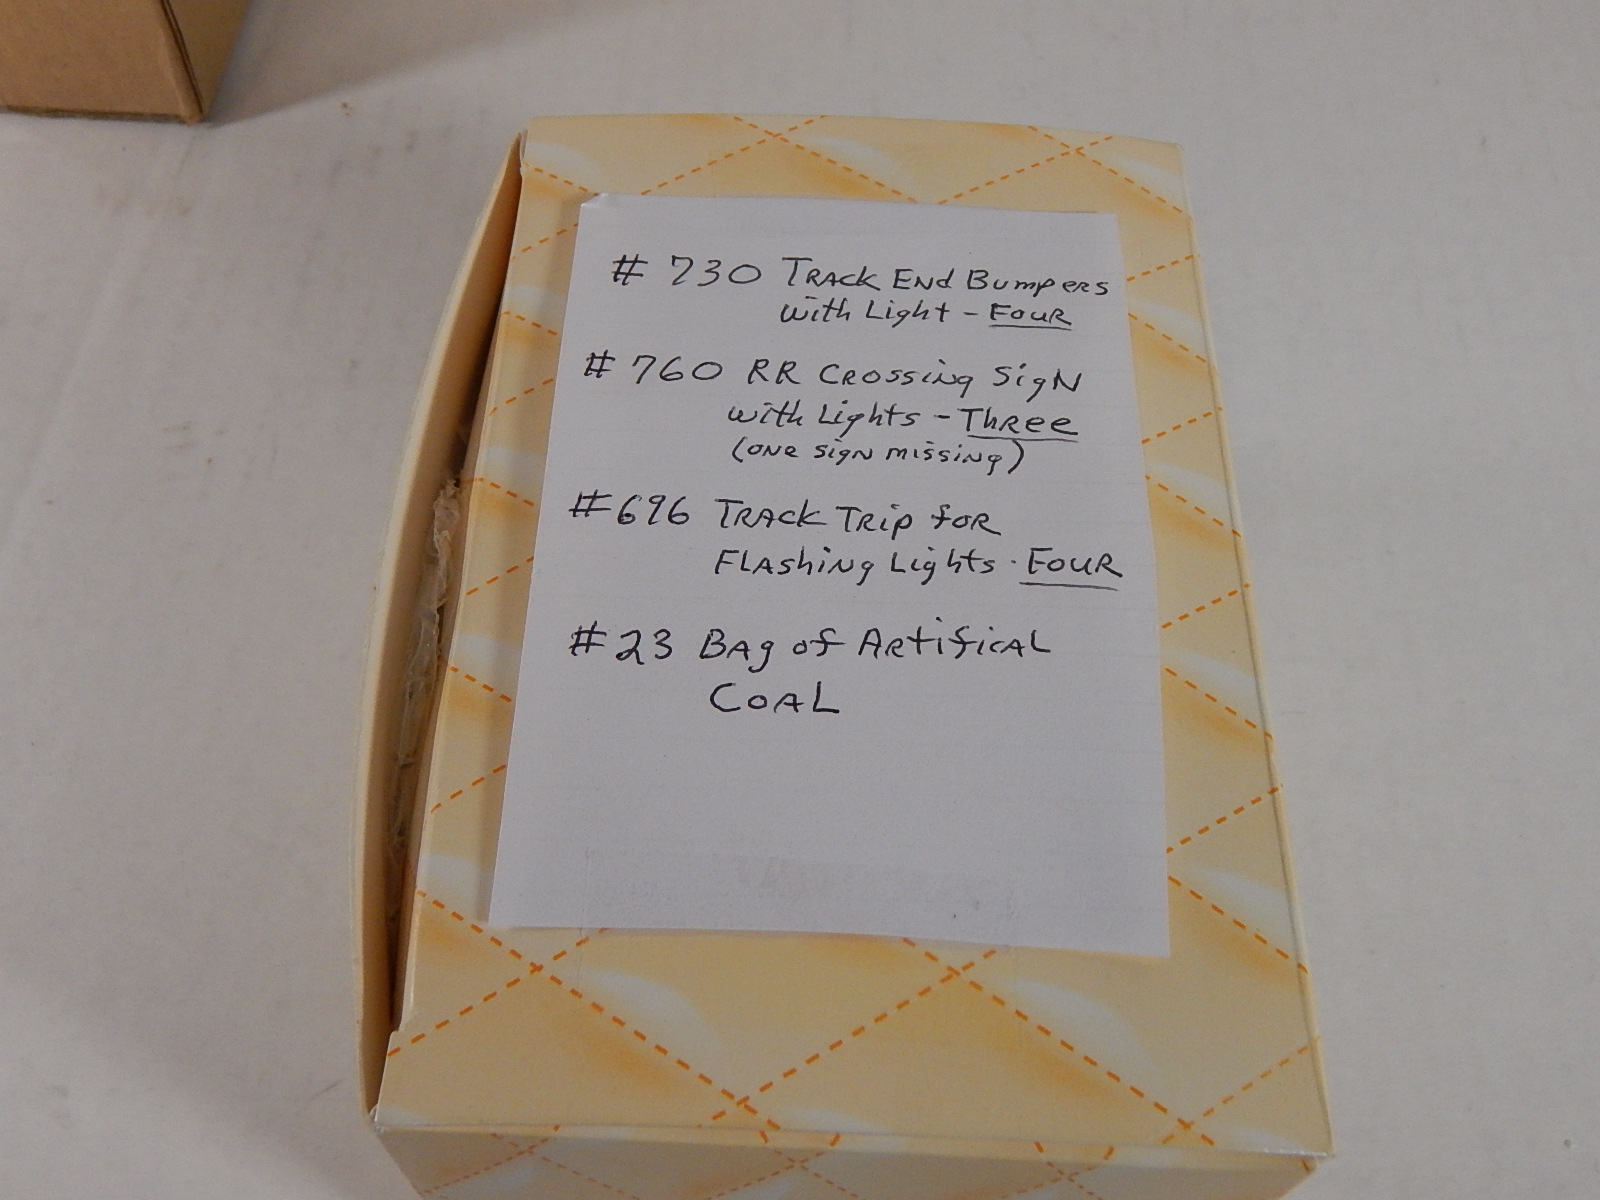 # 730 Track End Bumpers
with Light - Four
# 760 RR Crossing Sign
with Lights - Three
(one sign missing)
#696 Track Trip for
Flashing Lights - Four
#23 Bag of Artifical
Coal